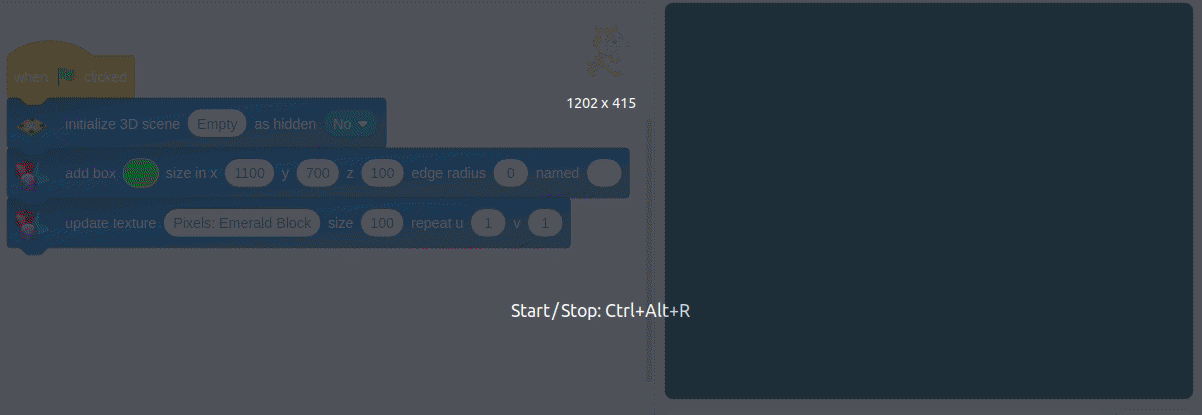 when clicked
1202 x 415
initialize 3D scene Empty as hidden No
add box size in x 1100 y 700 z 100 edge radius 0 named
update texture Pixels: Emerald Block size 100 repeat u 1 v 1
Start/Stop: Ctrl+Alt+R